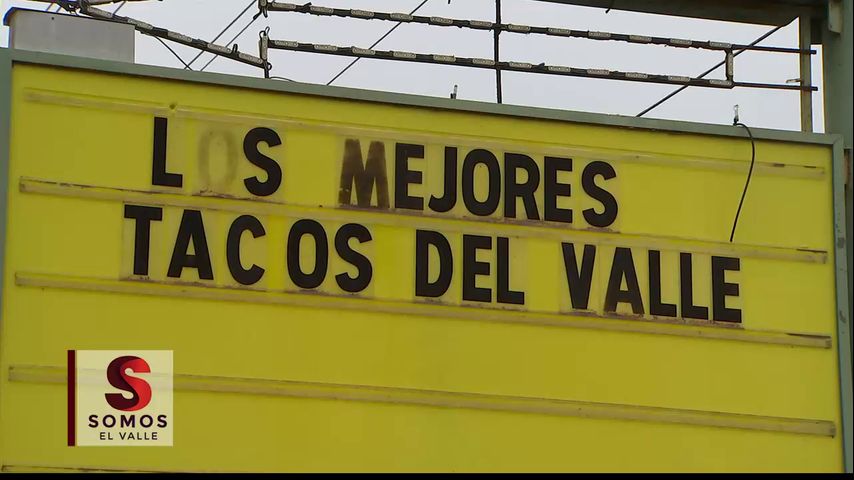 LOS MEJORES
TACOS DEL VALLE
S
SOMOS
EL VALLE